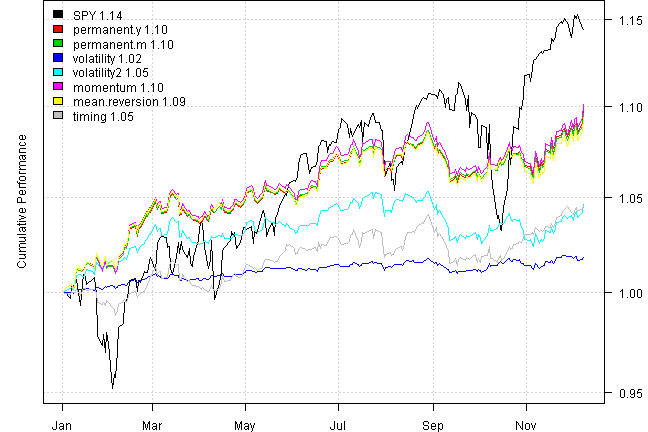 SPY 1.14
permanent.y 1.10
permanent.m 1.10
volatility 1.02
volatility2 1.05
momentum 1.10
mean.reversion 1.09
timing 1.05
Cumulative Performance
1.15
1.10
1.05
1.00
0.95
Jan Mar May Jul Sep Nov